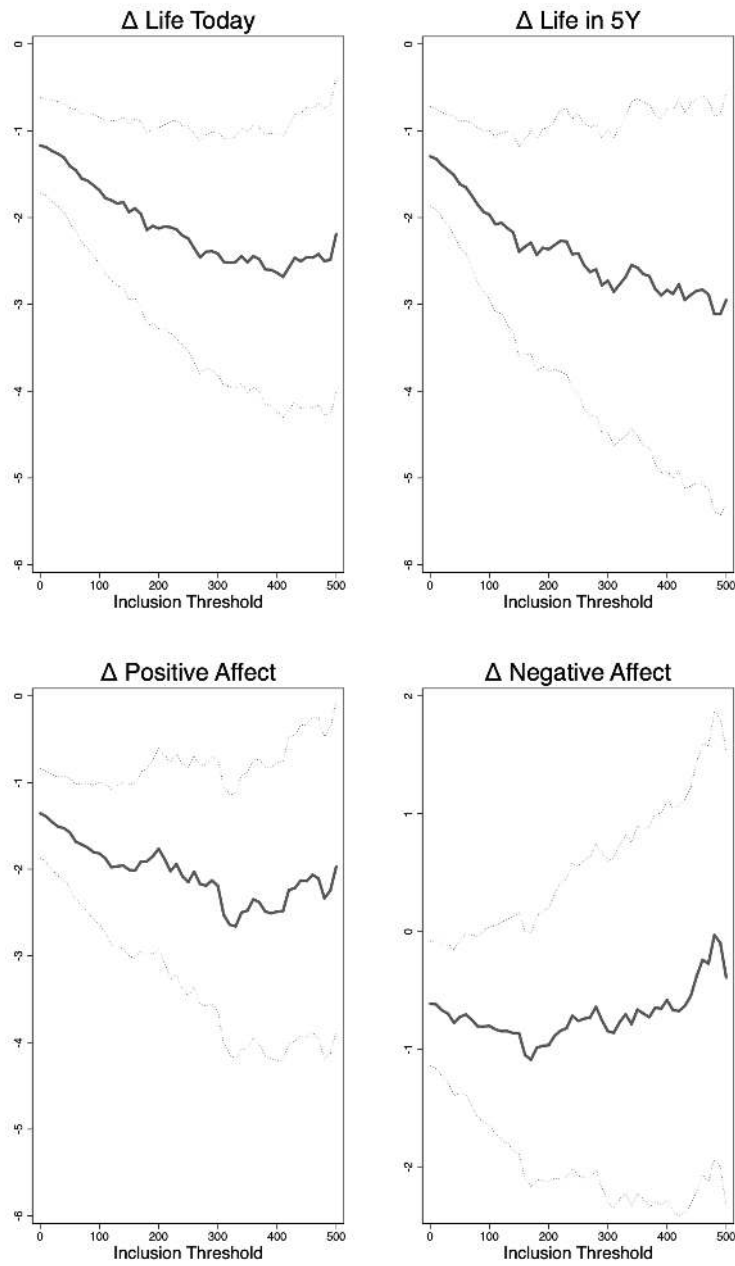 Δ Life Today
0
-1
-2
-3
-4
-5
-6
0 100 200 300 400 500
Inclusion Threshold
Δ Life in 5Y
0
-1
-2
-3
-4
-5
-6
0 100 200 300 400 500
Inclusion Threshold
Δ Positive Affect
0
-1
-2
-3
-4
-5
-6
0 100 200 300 400 500
Inclusion Threshold
Δ Negative Affect
2
1
0
-1
-2
0 100 200 300 400 500
Inclusion Threshold